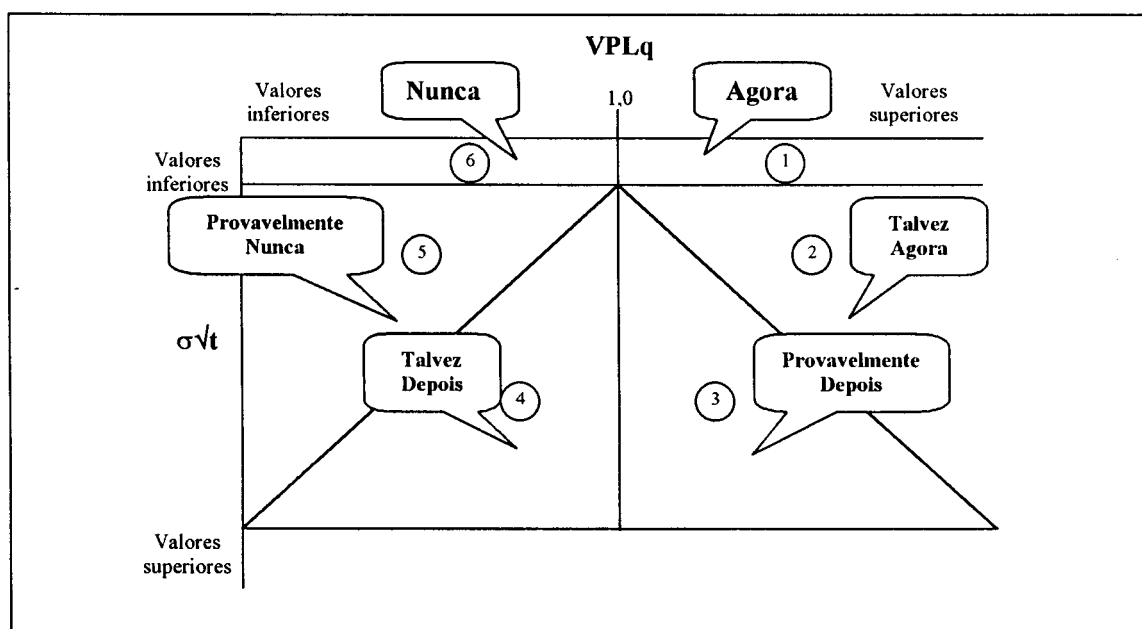 VPLq
Valores
inferiores
Nunca
1,0
Agora
Valores
superiores
Valores
inferiores
6
1
Provavelmente
Nunca
5
2
Talvez
Agora
σ√t
Talvez
Depois
4
3
Provavelmente
Depois
Valores
superiores